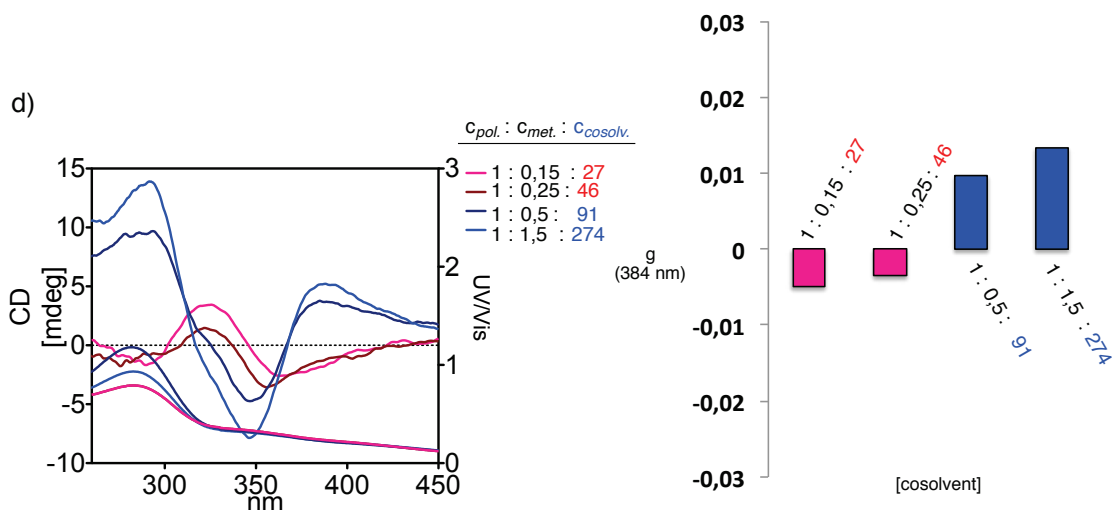 d)
c_pol. : c_met. : c_cosolv.
1 : 0,15 : 27
1 : 0,25 : 46
1 : 0,5 : 91
1 : 1,5 : 274
CD
[mdeg]
15
10
5
0
-5
-10
3
2
1
0
UV/Vis
300
350
400
450
nm
0,03
0,02
0,01
0
-0,01
-0,02
-0,03
g
(384 nm)
1 : 0,15 : 27
1 : 0,25 : 46
1 : 0,5 : 91
1 : 1,5 : 274
[cosolvent]